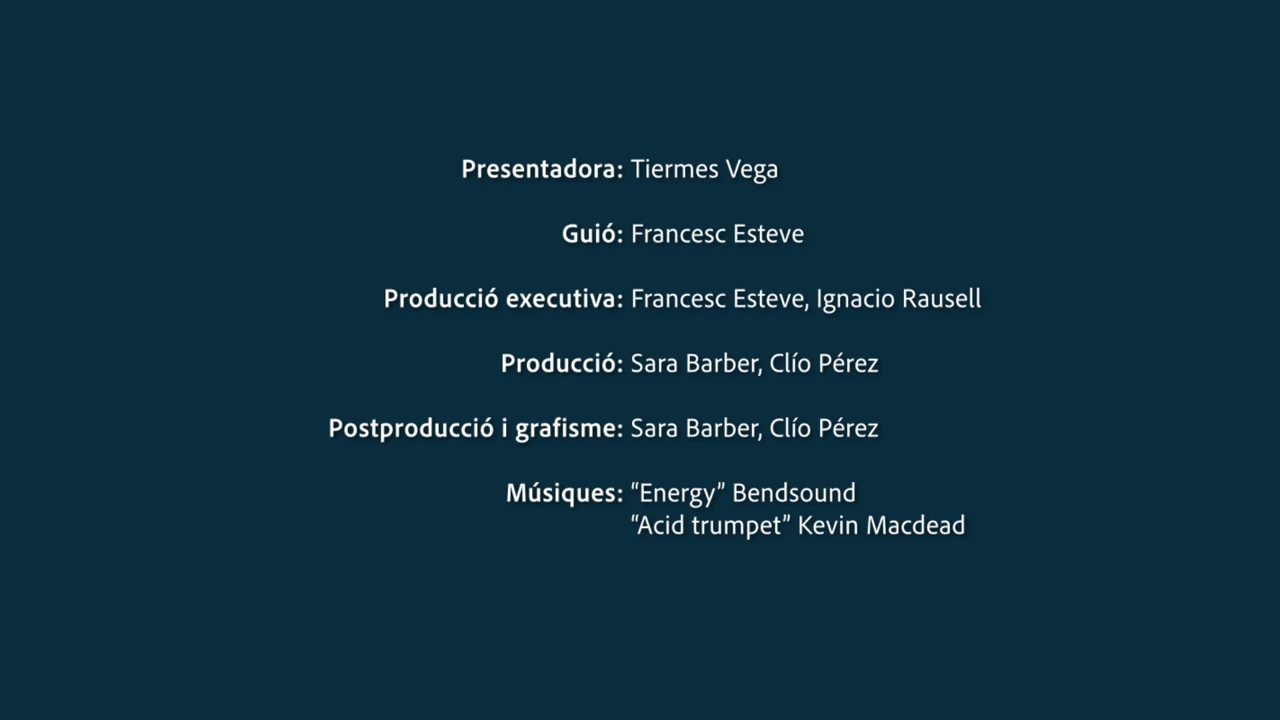 Presentadora: Tiermes Vega
Guió: Francesc Esteve
Producció executiva: Francesc Esteve, Ignacio Rausell
Producció: Sara Barber, Clío Pérez
Postproducció i grafisme: Sara Barber, Clío Pérez
Músiques: “Energy” Bendsound
“Acid trumpet” Kevin Macdead